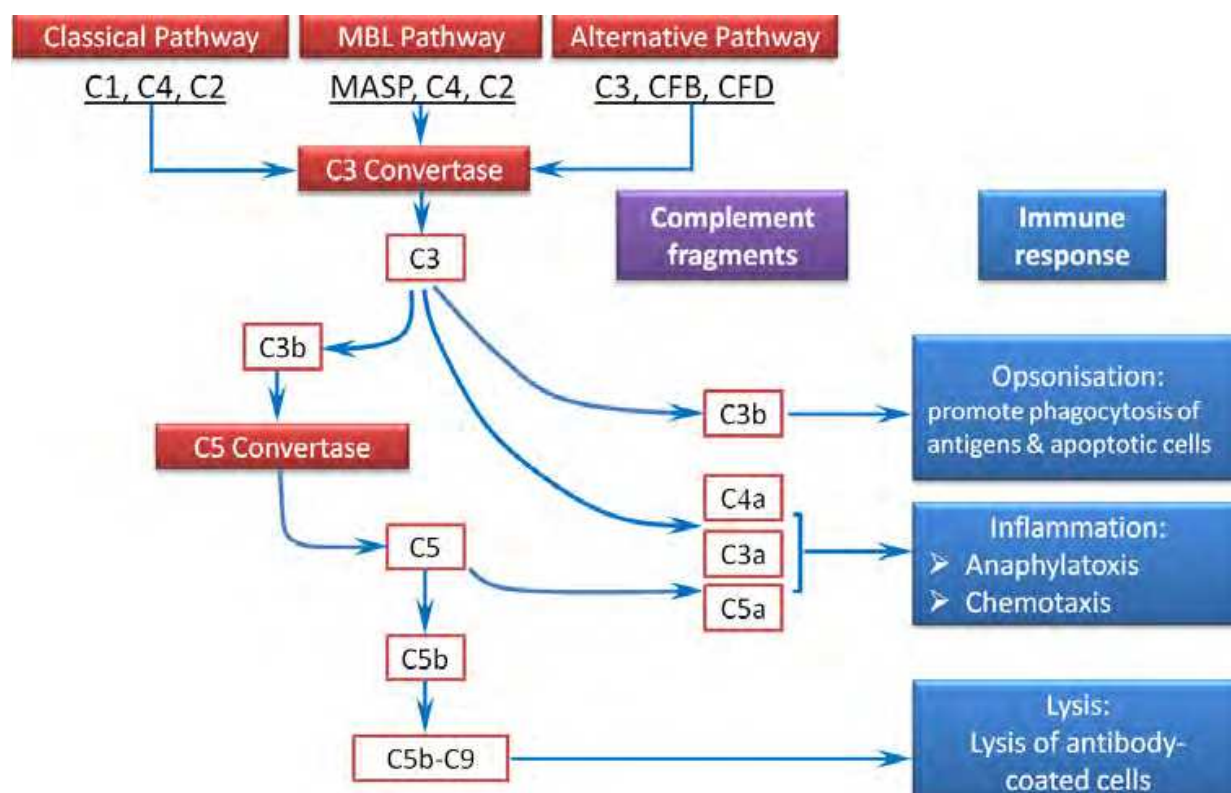 Classical Pathway
MBL Pathway
Alternative Pathway
C1, C4, C2
MASP, C4, C2
C3, CFB, CFD
C3 Convertase
Complement
fragments
Immune
response
C3
C3b
C5 Convertase
C3b
Opsonisation:
promote phagocytosis of
antigens & apoptotic cells
C4a
C3a
C5a
C5
Inflammation:
➢ Anaphylatoxis
➢ Chemotaxis
C5b
C5b-C9
Lysis:
Lysis of antibody-
coated cells